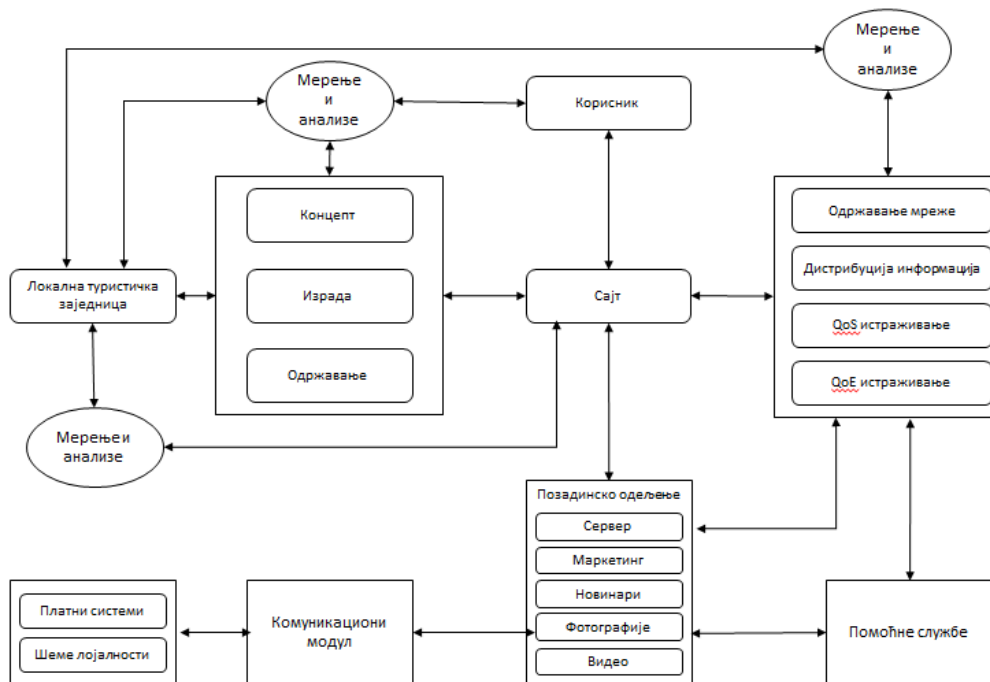 Мерење
и
анализе
Мерење
и
анализе
Корисник
Концепт
Одржавање мреже
Локална туристичка
заједница
Израда
Сајт
Дистрибуција информација
QoS истраживање
Одржавање
QoE истраживање
Мерење и
анализе
Позадинско одељење
Сервер
Маркетинг
Новинари
Фотографије
Видео
Платни системи
Шеме лојалности
Комуникациони
модул
Помоћне службе